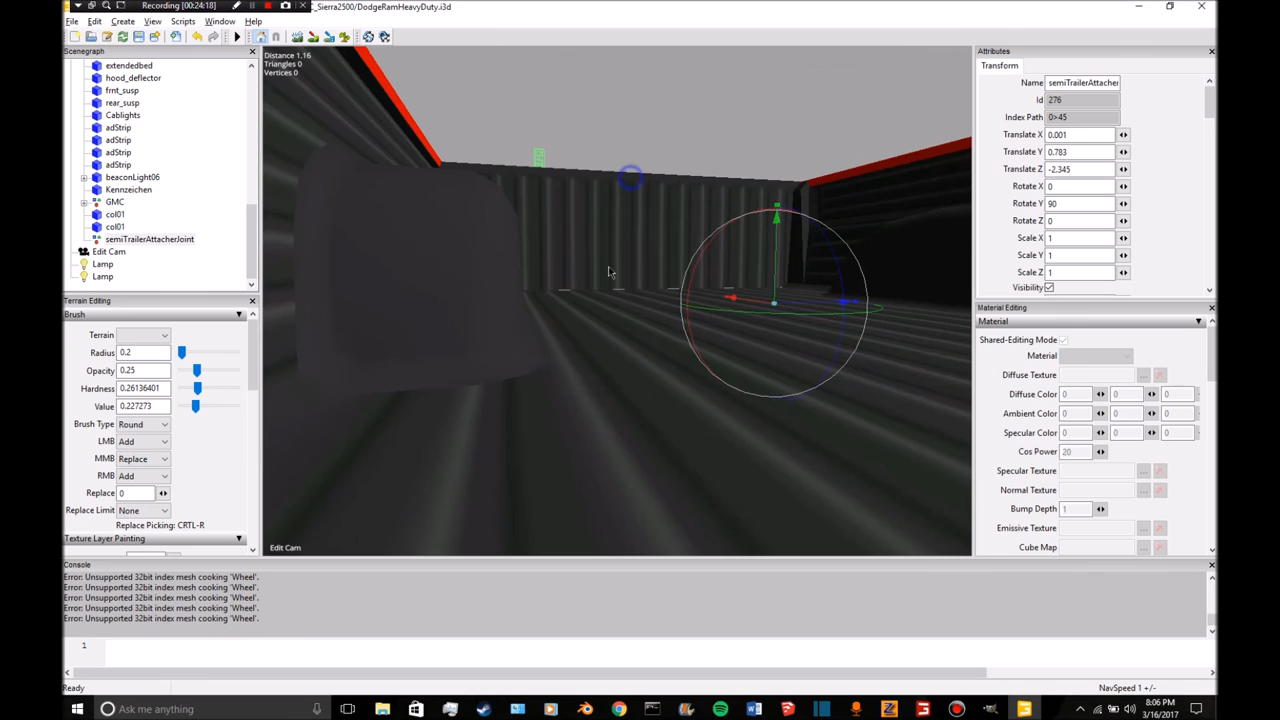 Recording [00:24:18]
C_Sierra2500/DodgeRamHeavyDuty.i3d
File Edit Create View Scripts Window Help
Scenegraph
extendedbed
hood_deflector
frnt_susp
rear_susp
Cablights
adStrip
adStrip
adStrip
adStrip
beaconLight06
Kennzeichen
GMC
col01
col01
semiTrailerAttacherJoint
Edit Cam
Lamp
Lamp
Terrain Editing
Brush
Terrain
Radius 0.2
Opacity 0.25
Hardness 0.26136401
Value 0.227273
Brush Type Round
LMB Add
MMB Replace
RMB Add
Replace 0
Replace Limit None
Replace Picking: CRTL-R
Texture Layer Painting
Distance 1.16
Triangles 0
Vertices 0
Edit Cam
Attributes
Transform
Name semiTrailerAttacher
Id 276
Index Path 0>45
Translate X 0.001
Translate Y 0.783
Translate Z -2.345
Rotate X 0
Rotate Y 90
Rotate Z 0
Scale X 1
Scale Y 1
Scale Z 1
Visibility
Material Editing
Material
Shared-Editing Mode
Material
Diffuse Texture ...
Diffuse Color 0 0 0
Ambient Color 0 0 0
Specular Color 0 0 0
Cos Power 20
Specular Texture ...
Normal Texture ...
Bump Depth 1
Emissive Texture ...
Cube Map ...
Console
Error: Unsupported 32bit index mesh cooking 'Wheel'.
Error: Unsupported 32bit index mesh cooking 'Wheel'.
Error: Unsupported 32bit index mesh cooking 'Wheel'.
Error: Unsupported 32bit index mesh cooking 'Wheel'.
Error: Unsupported 32bit index mesh cooking 'Wheel'.
1
Ready
NavSpeed 1 +/-
Ask me anything
8:06 PM
3/16/2017